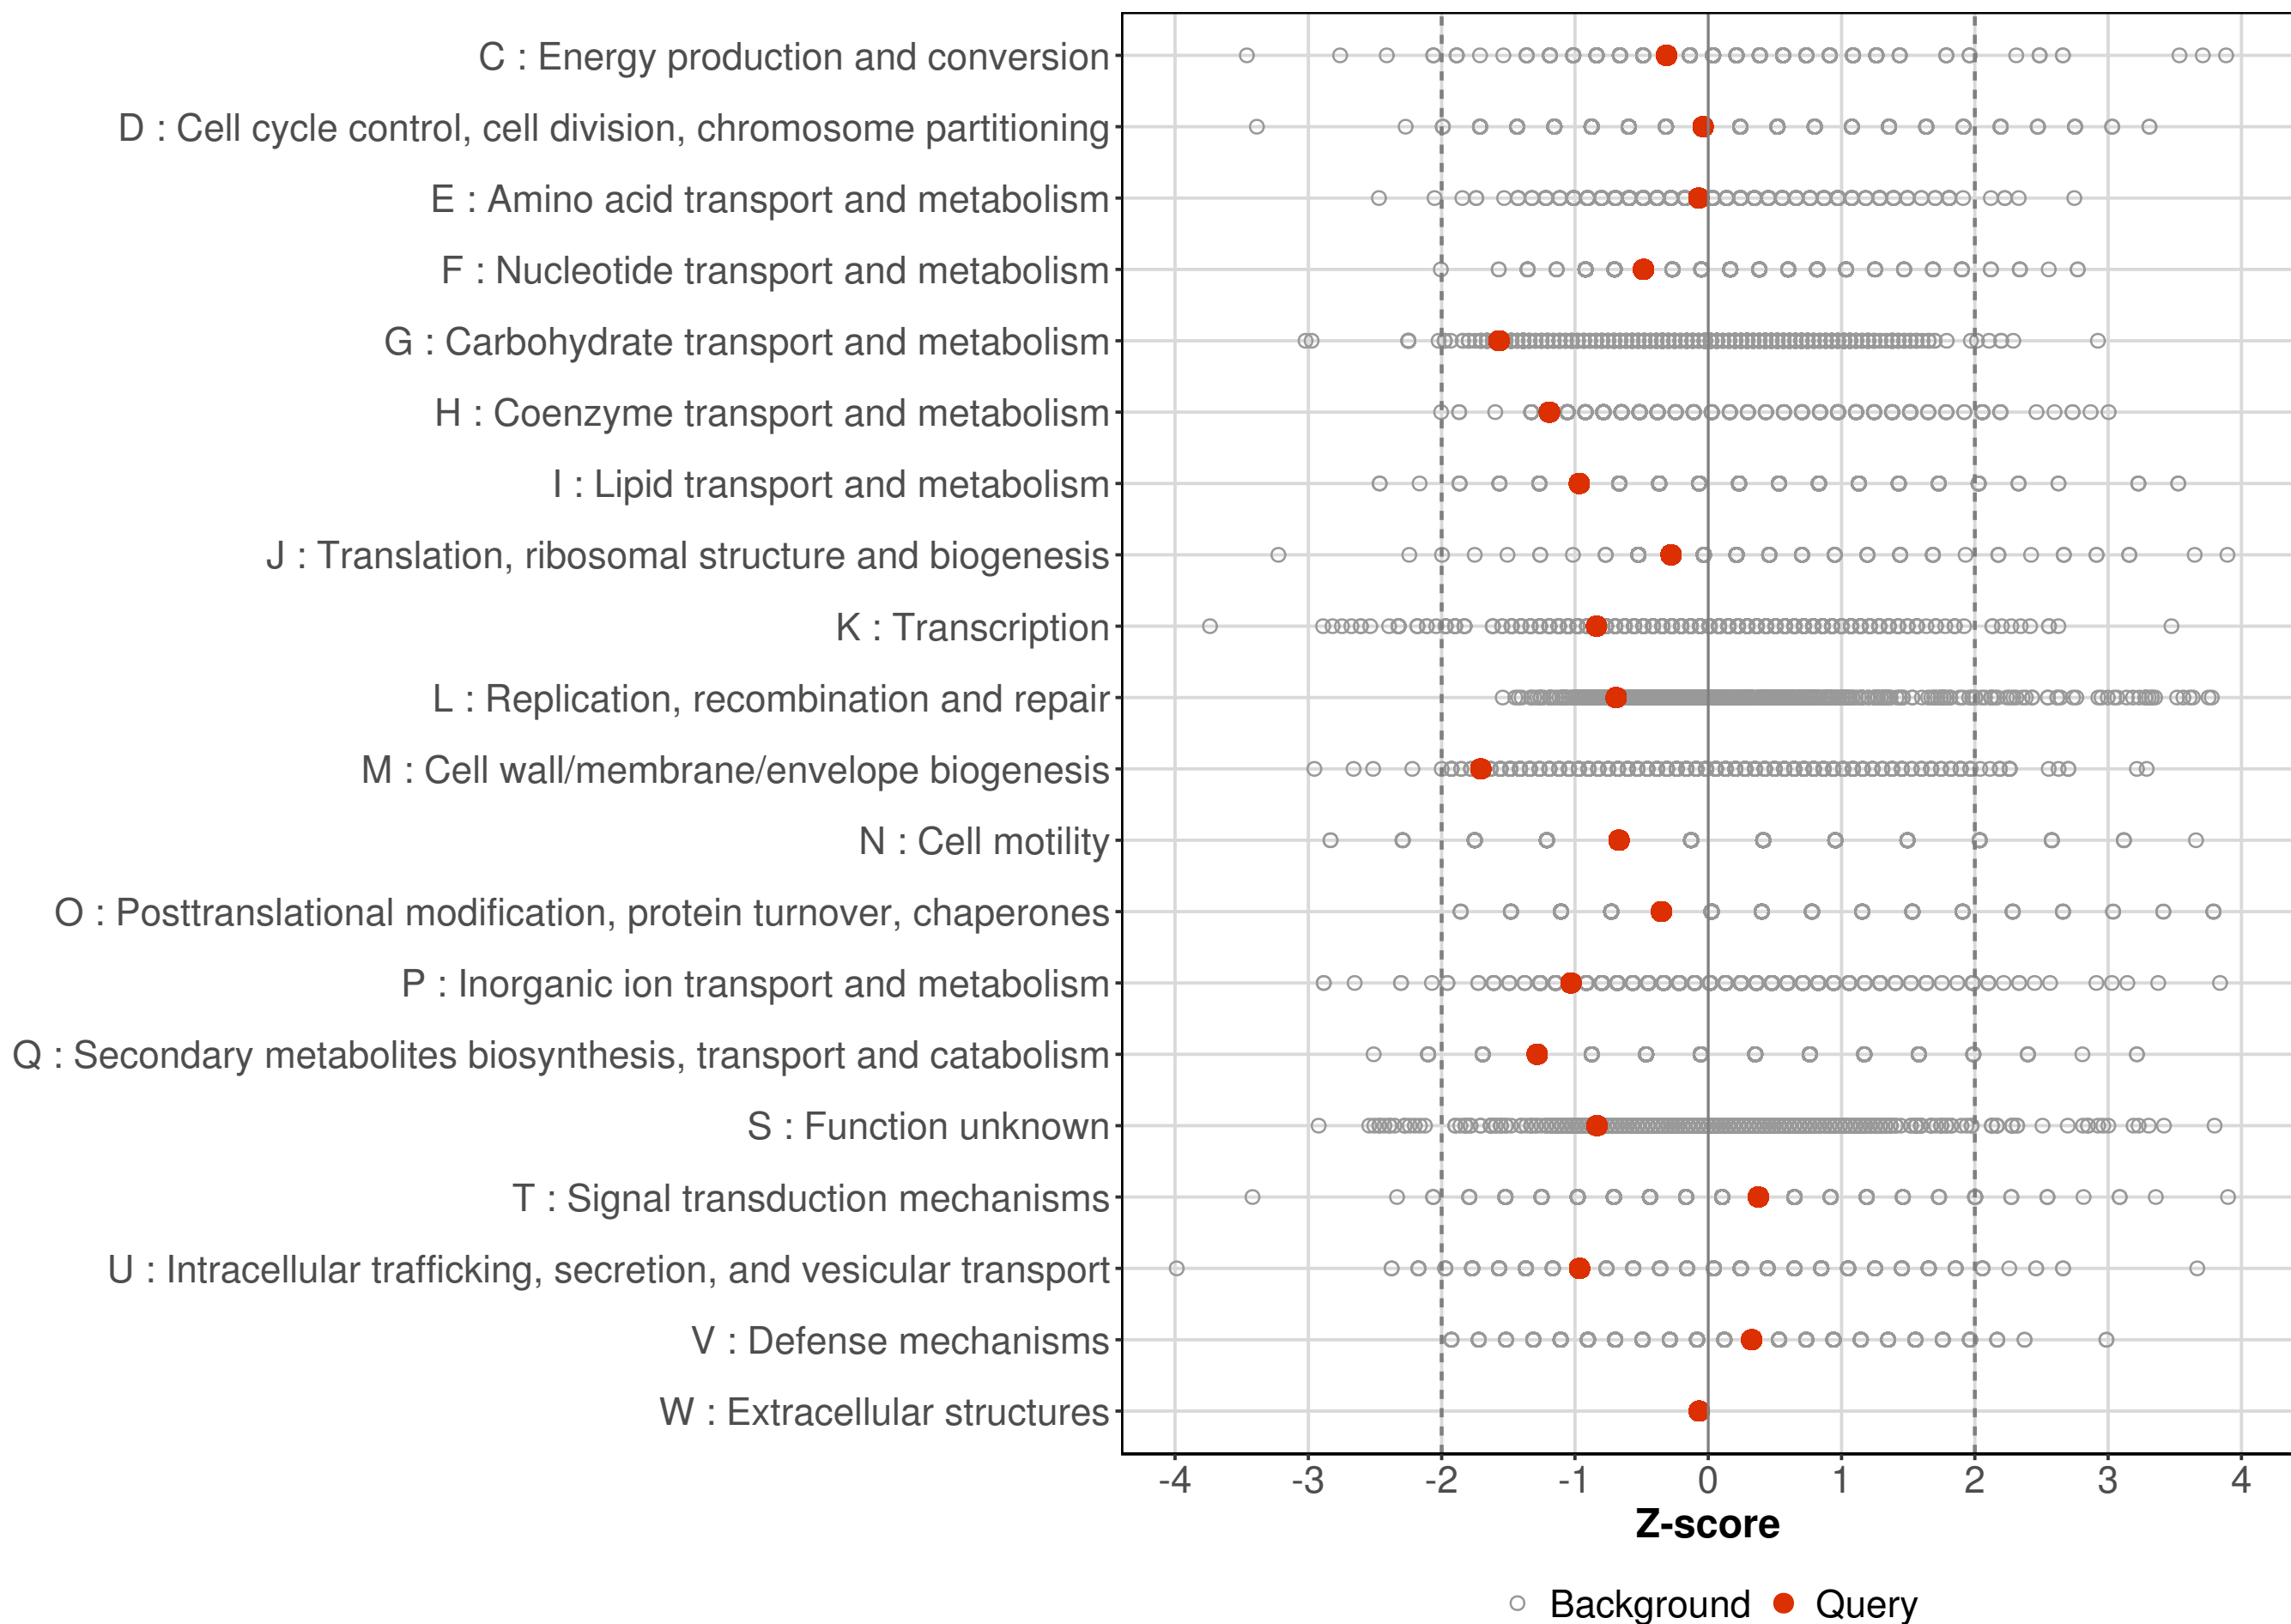 C : Energy production and conversion
D : Cell cycle control, cell division, chromosome partitioning
E : Amino acid transport and metabolism
F : Nucleotide transport and metabolism
G : Carbohydrate transport and metabolism
H : Coenzyme transport and metabolism
I : Lipid transport and metabolism
J : Translation, ribosomal structure and biogenesis
K : Transcription
L : Replication, recombination and repair
M : Cell wall/membrane/envelope biogenesis
N : Cell motility
O : Posttranslational modification, protein turnover, chaperones
P : Inorganic ion transport and metabolism
Q : Secondary metabolites biosynthesis, transport and catabolism
S : Function unknown
T : Signal transduction mechanisms
U : Intracellular trafficking, secretion, and vesicular transport
V : Defense mechanisms
W : Extracellular structures
-4 -3 -2 -1 0 1 2 3 4
Z-score
Background Query